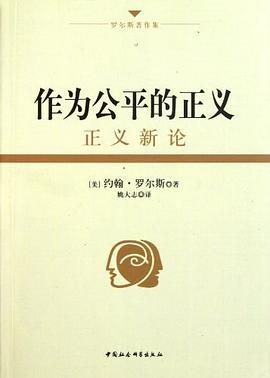 罗尔斯著作集
作为公平的正义
正义新论
[美] 约翰·罗尔斯 著
姚大志 译
中国社会科学出版社